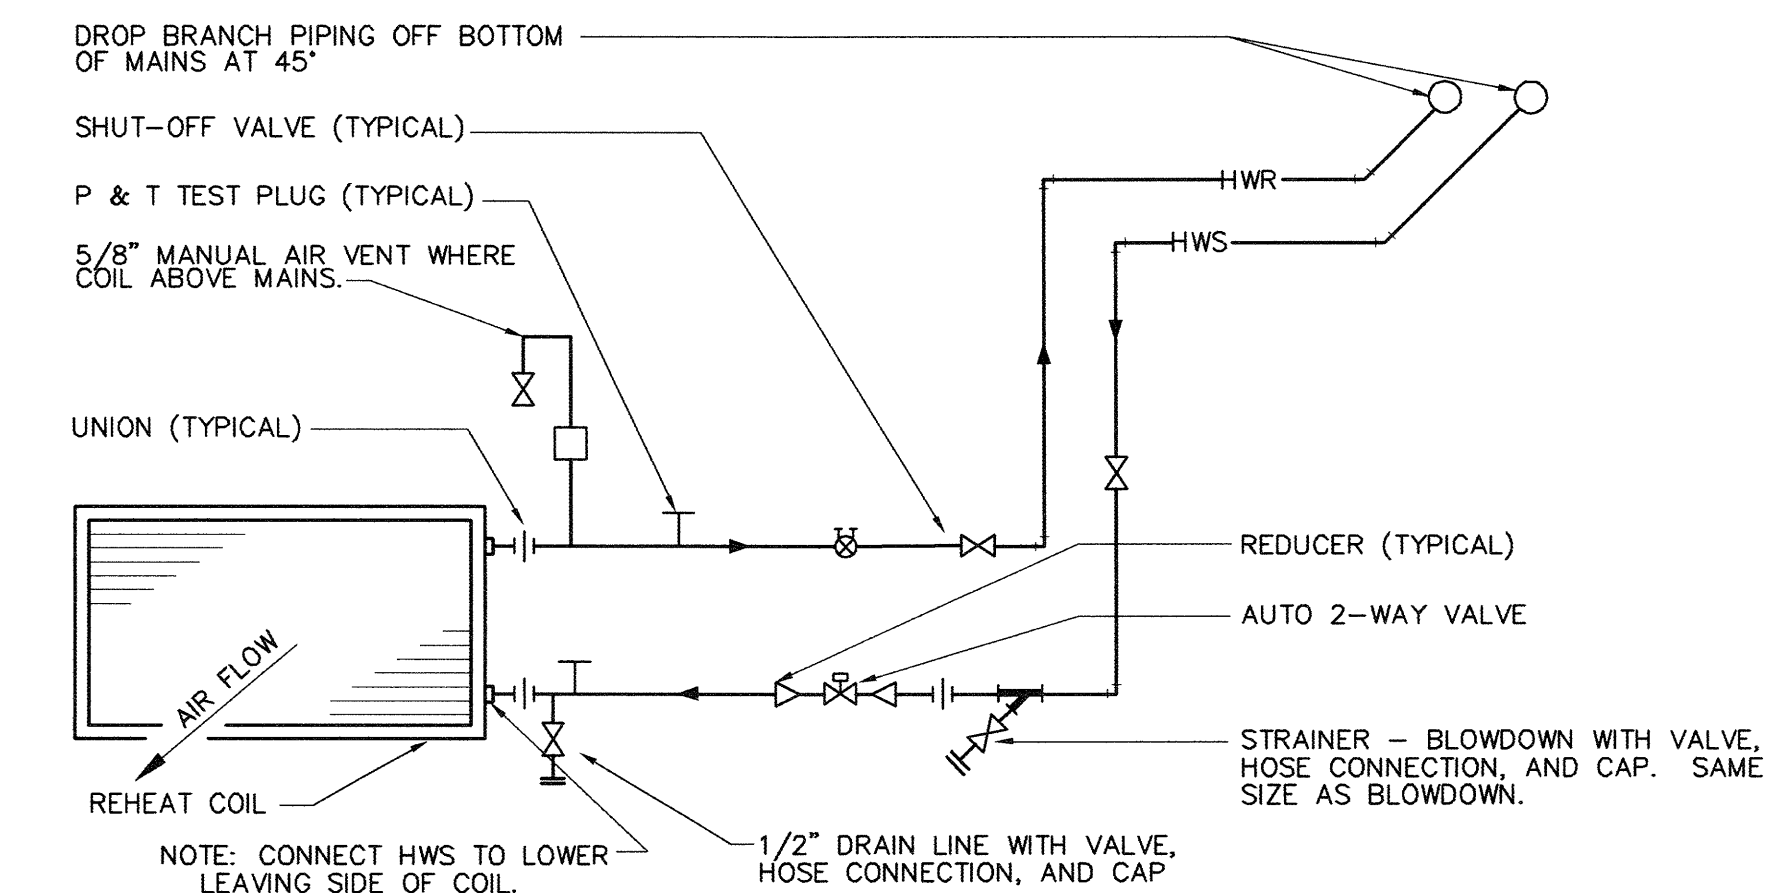 DROP BRANCH PIPING OFF BOTTOM
OF MAINS AT 45°
SHUT-OFF VALVE (TYPICAL)
P & T TEST PLUG (TYPICAL)
5/8" MANUAL AIR VENT WHERE
COIL ABOVE MAINS.
UNION (TYPICAL)
HWR
HWS
REDUCER (TYPICAL)
AUTO 2-WAY VALVE
AIR FLOW
STRAINER - BLOWDOWN WITH VALVE,
HOSE CONNECTION, AND CAP. SAME
SIZE AS BLOWDOWN.
REHEAT COIL
NOTE: CONNECT HWS TO LOWER
LEAVING SIDE OF COIL.
1/2" DRAIN LINE WITH VALVE,
HOSE CONNECTION, AND CAP